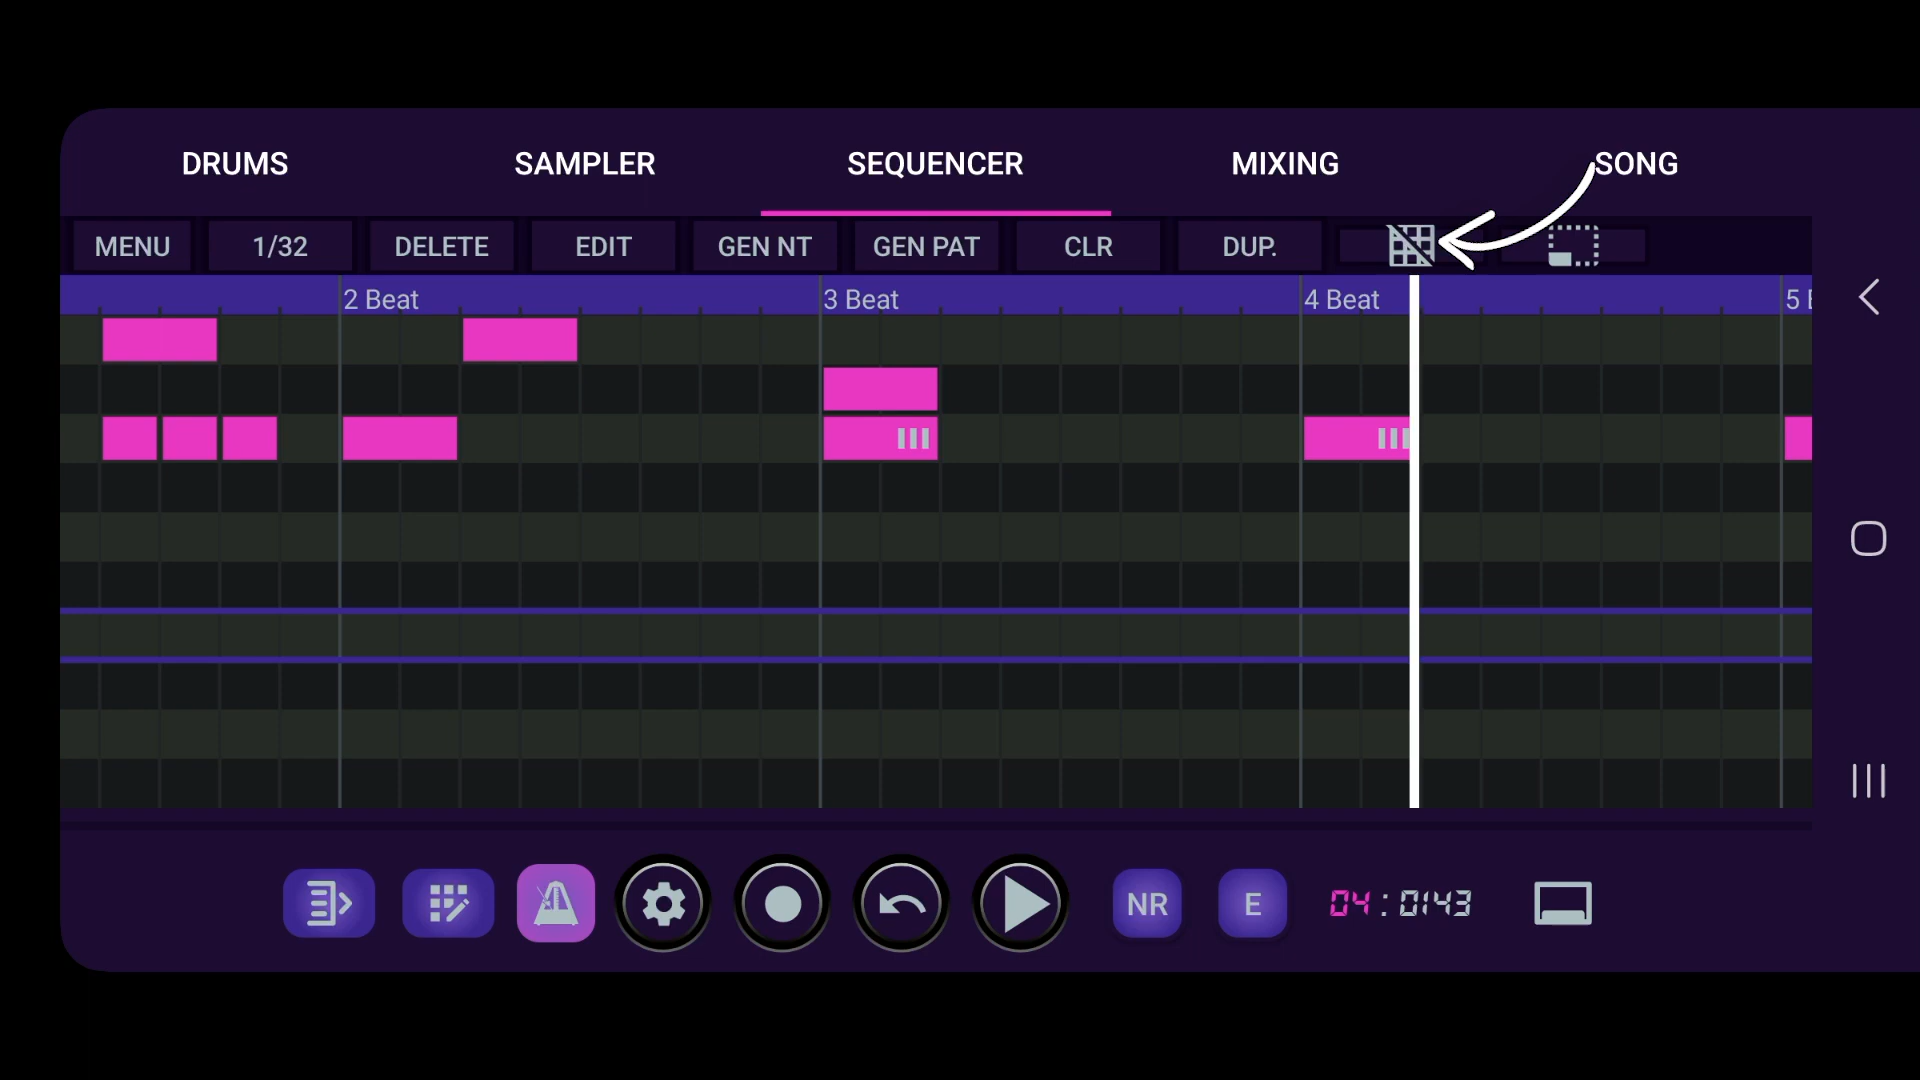 DRUMS SAMPLER SEQUENCER MIXING SONG
MENU 1/32 DELETE EDIT GEN NT GEN PAT CLR DUP.
2 Beat 3 Beat 4 Beat 5
NR E 04:0143